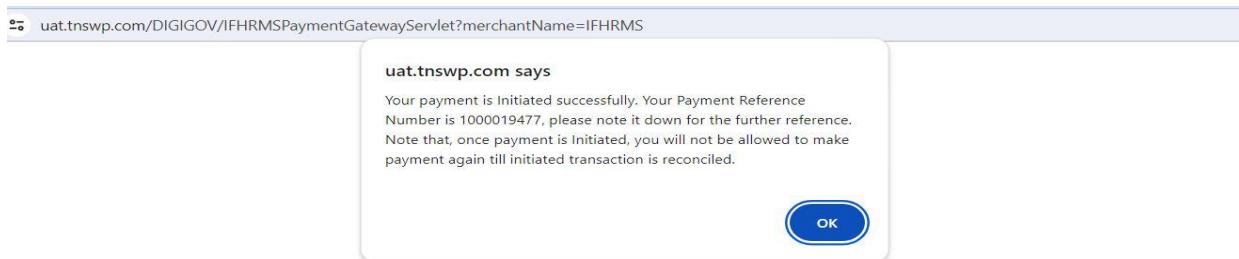 uat.tnswp.com/DIGIGOV/IFHRMSPaymentGatewayServlet?merchantName=IFHRMS
uat.tnswp.com says
Your payment is Initiated successfully. Your Payment Reference
Number is 1000019477, please note it down for the further reference.
Note that, once payment is Initiated, you will not be allowed to make
payment again till initiated transaction is reconciled.
OK